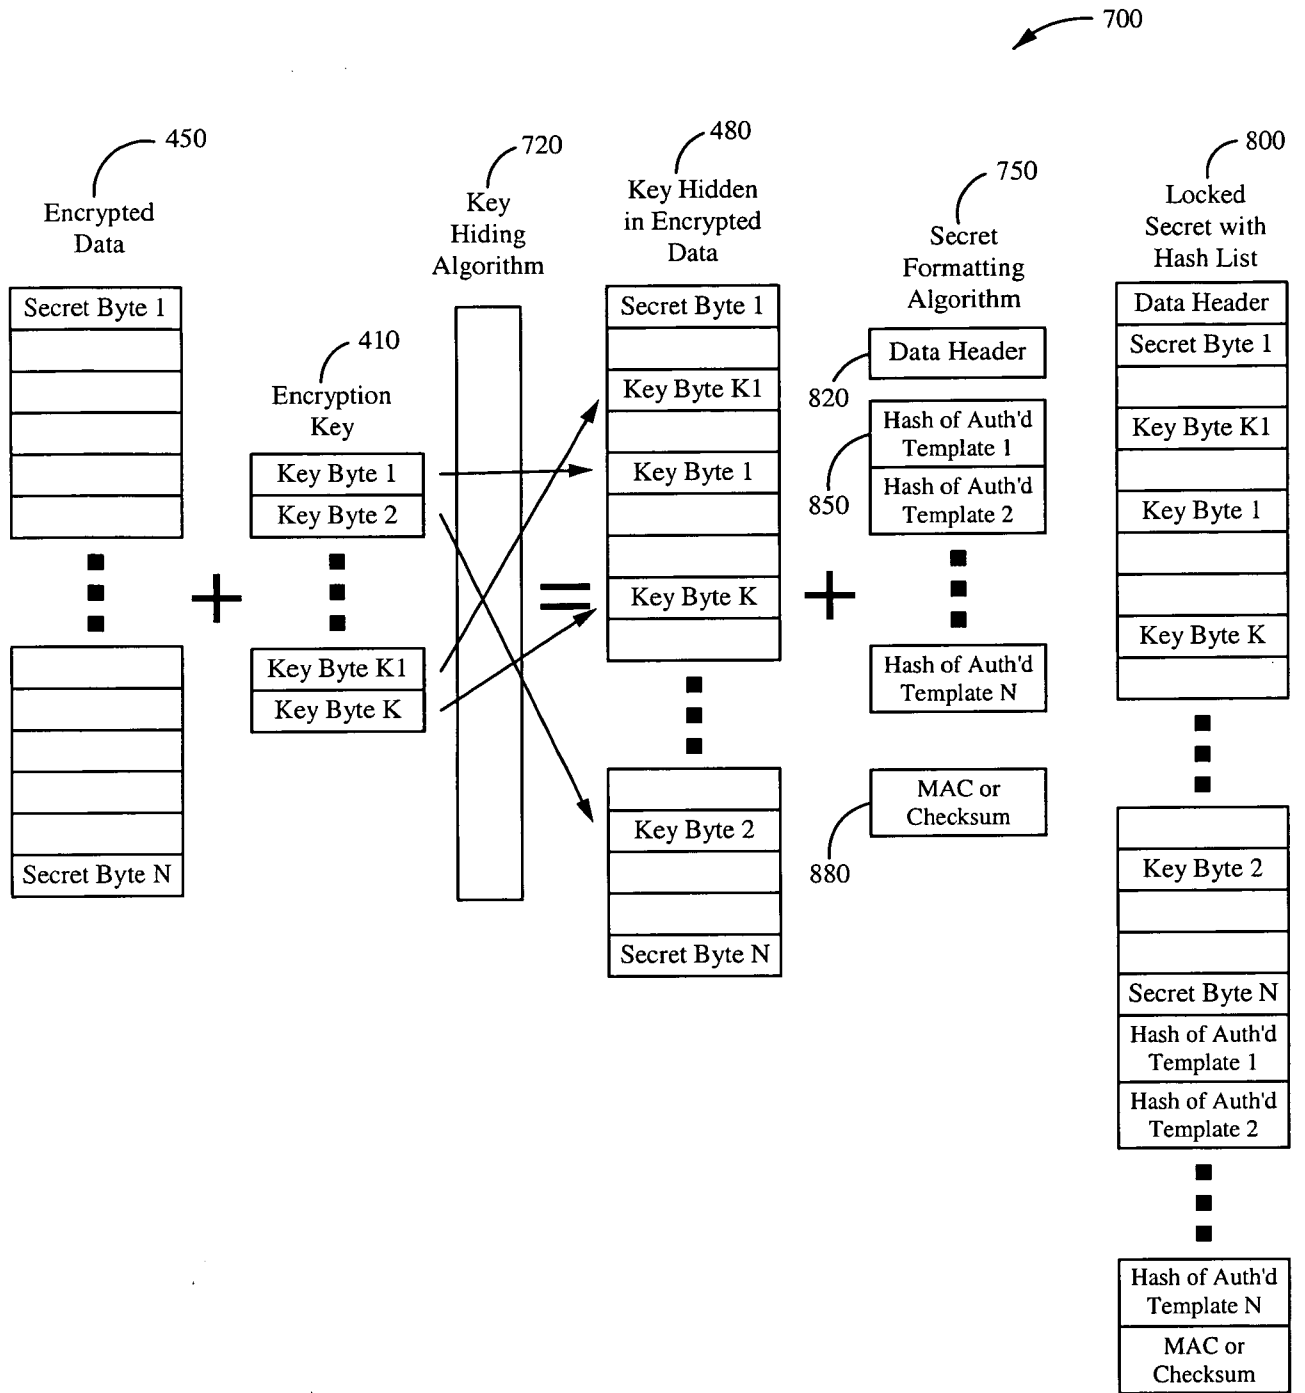 700
450
Encrypted
Data
Secret Byte 1
Secret Byte N
410
Encryption
Key
Key Byte 1
Key Byte 2
Key Byte K1
Key Byte K
720
Key
Hiding
Algorithm
480
Key Hidden
in Encrypted
Data
Secret Byte 1
Key Byte K1
Key Byte 1
Key Byte K
Key Byte 2
Secret Byte N
750
Secret
Formatting
Algorithm
Data Header
820
Hash of Auth'd
Template 1
850
Hash of Auth'd
Template 2
Hash of Auth'd
Template N
MAC or
Checksum
880
800
Locked
Secret with
Hash List
Data Header
Secret Byte 1
Key Byte K1
Key Byte 1
Key Byte K
Key Byte 2
Secret Byte N
Hash of Auth'd
Template 1
Hash of Auth'd
Template 2
Hash of Auth'd
Template N
MAC or
Checksum